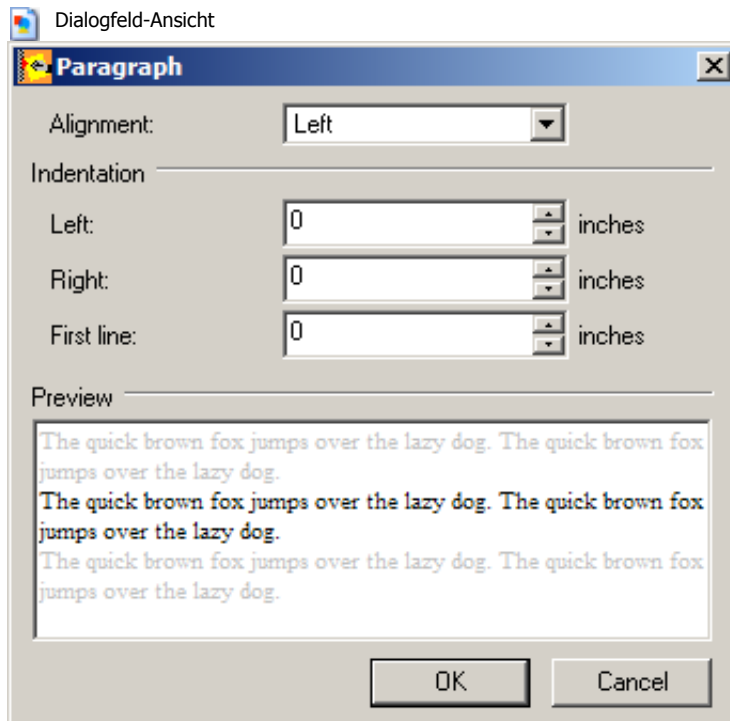 Dialogfeld-Ansicht
Paragraph
Alignment: Left
Indentation
Left: 0 inches
Right: 0 inches
First line: 0 inches
Preview
The quick brown fox jumps over the lazy dog. The quick brown fox
jumps over the lazy dog.
The quick brown fox jumps over the lazy dog. The quick brown fox
jumps over the lazy dog.
The quick brown fox jumps over the lazy dog. The quick brown fox
jumps over the lazy dog.
OK Cancel